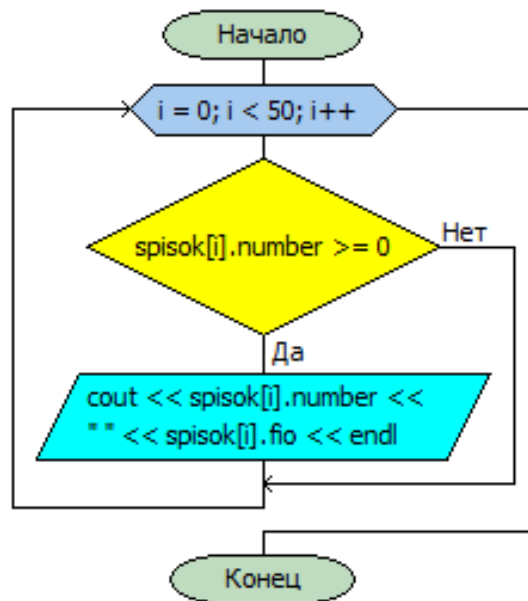 Начало
i = 0; i < 50; i++
spisok[i].number >= 0
Нет
Да
cout << spisok[i].number <<
" " << spisok[i].fio << endl
Конец